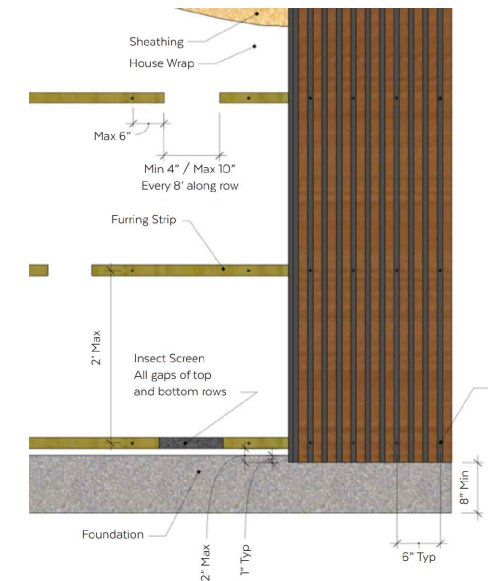 Sheathing
House Wrap
Max 6"
Min 4" / Max 10"
Every 8' along row
Furring Strip
2' Max
Insect Screen
All gaps of top
and bottom rows
8" Min
Foundation
2" Max
1" Typ
6" Typ